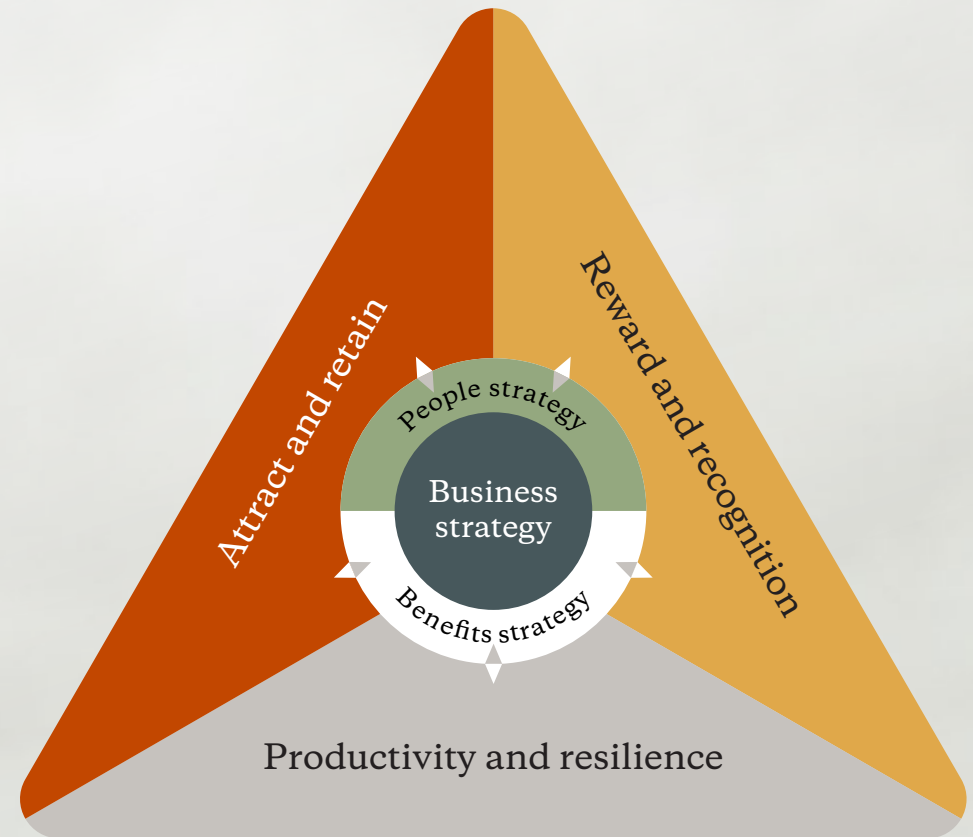 Attract and retain
Reward and recognition
People strategy
Business
strategy
Benefits strategy
Productivity and resilience